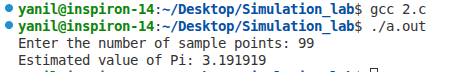 yanil@inspiron-14:~/Desktop/Simulation_lab$ gcc 2.c
yanil@inspiron-14:~/Desktop/Simulation_lab$ ./a.out
Enter the number of sample points: 99
Estimated value of Pi: 3.191919